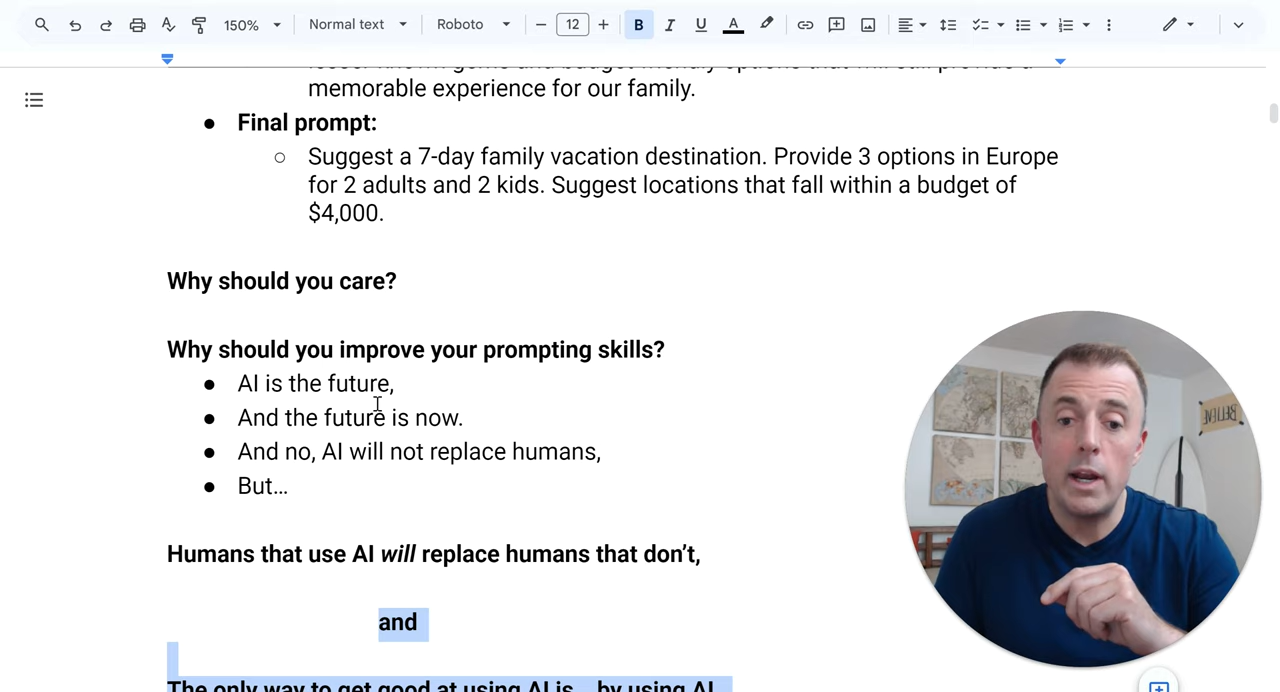 150% Normal text Roboto 12 B I U A
memorable experience for our family.
● Final prompt:
○ Suggest a 7-day family vacation destination. Provide 3 options in Europe
for 2 adults and 2 kids. Suggest locations that fall within a budget of
$4,000.
Why should you care?
Why should you improve your prompting skills?
● AI is the future,
● And the future is now.
● And no, AI will not replace humans,
● But…
Humans that use AI will replace humans that don’t,
and
The only way to get good at using AI is… by using AI
BELIEVE